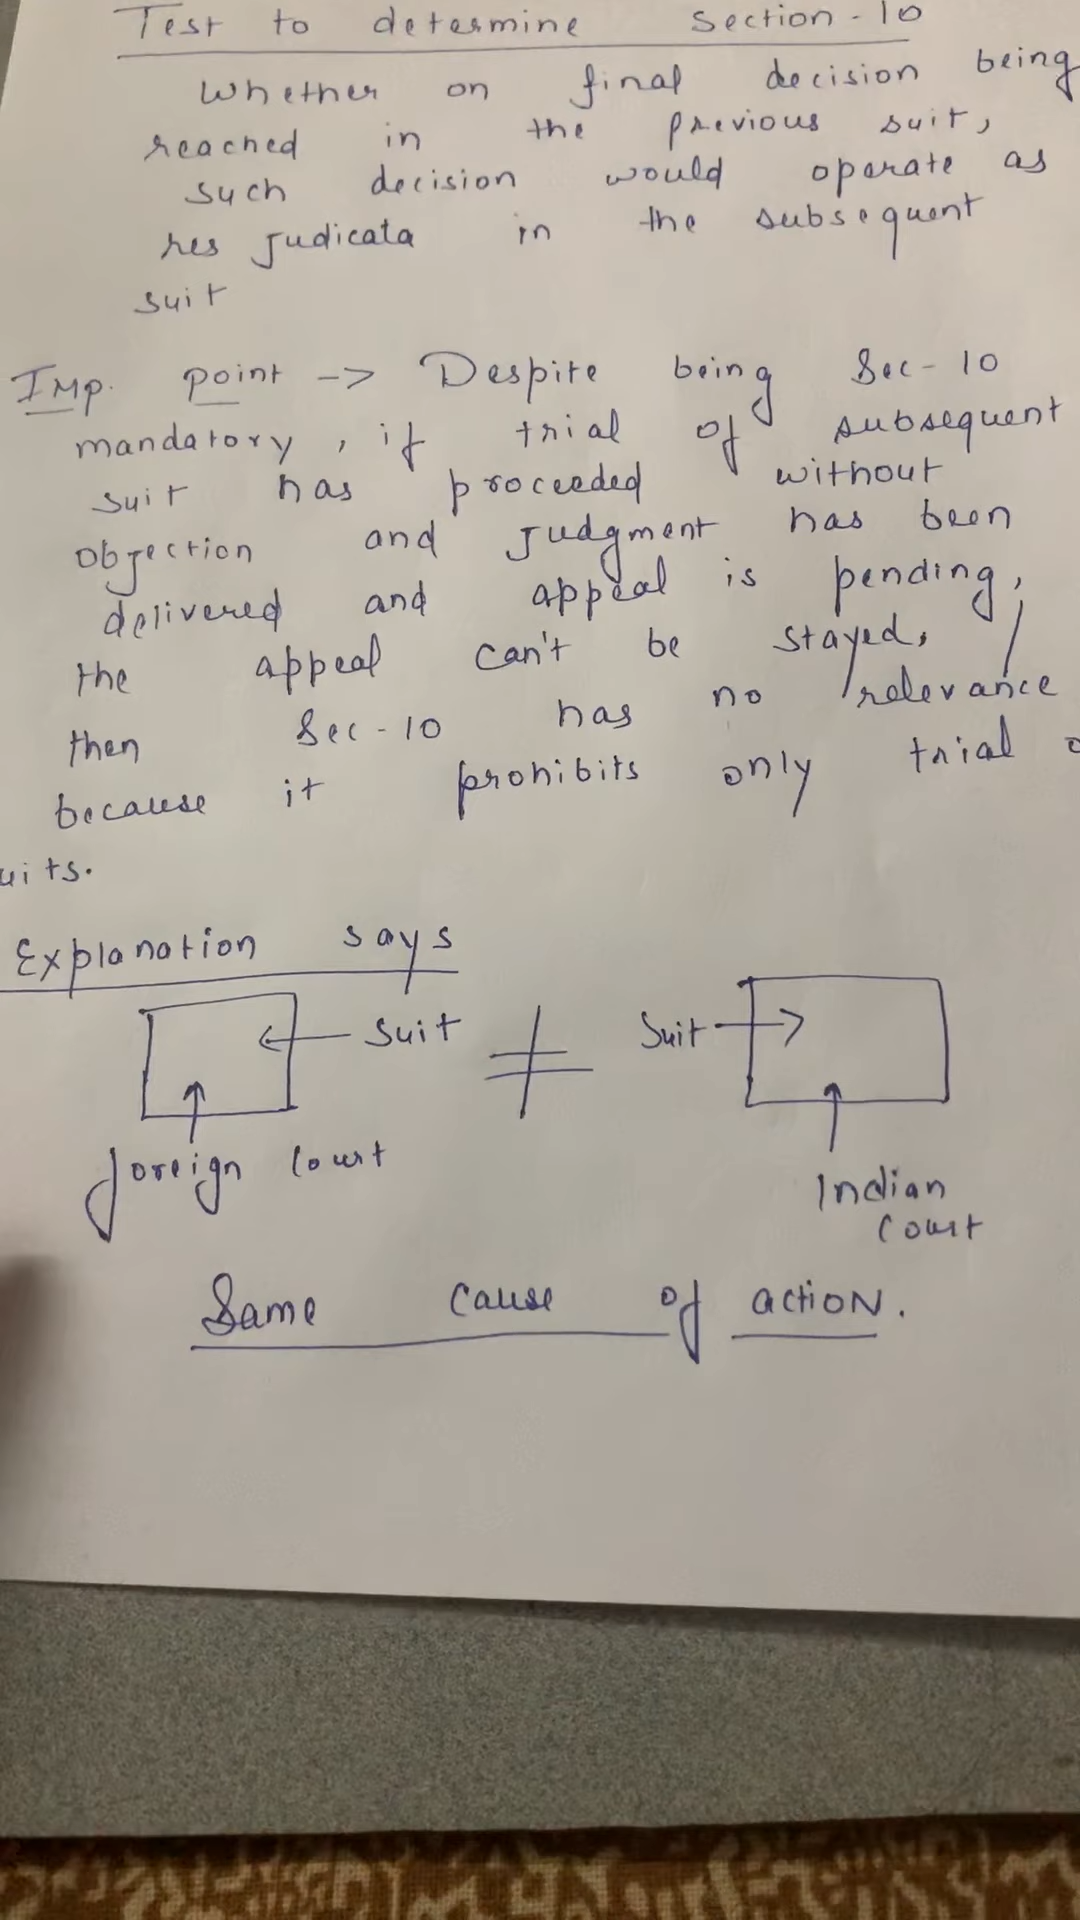 Test to determine Section-10
Whether on final decision being
reached in the previous suit,
such decision would operate as
res judicata in the subsequent
suit
Imp. point -> Despite being Sec-10
mandatory, if trial of subsequent
suit has proceeded without
objection and judgment has been
delivered and appeal is pending,
the appeal can't be stayed,
then Sec-10 has no relevance
because it prohibits only trial o
uits.
Explanation says
Suit ≠ Suit
foreign court
Indian
court
Same cause of action.